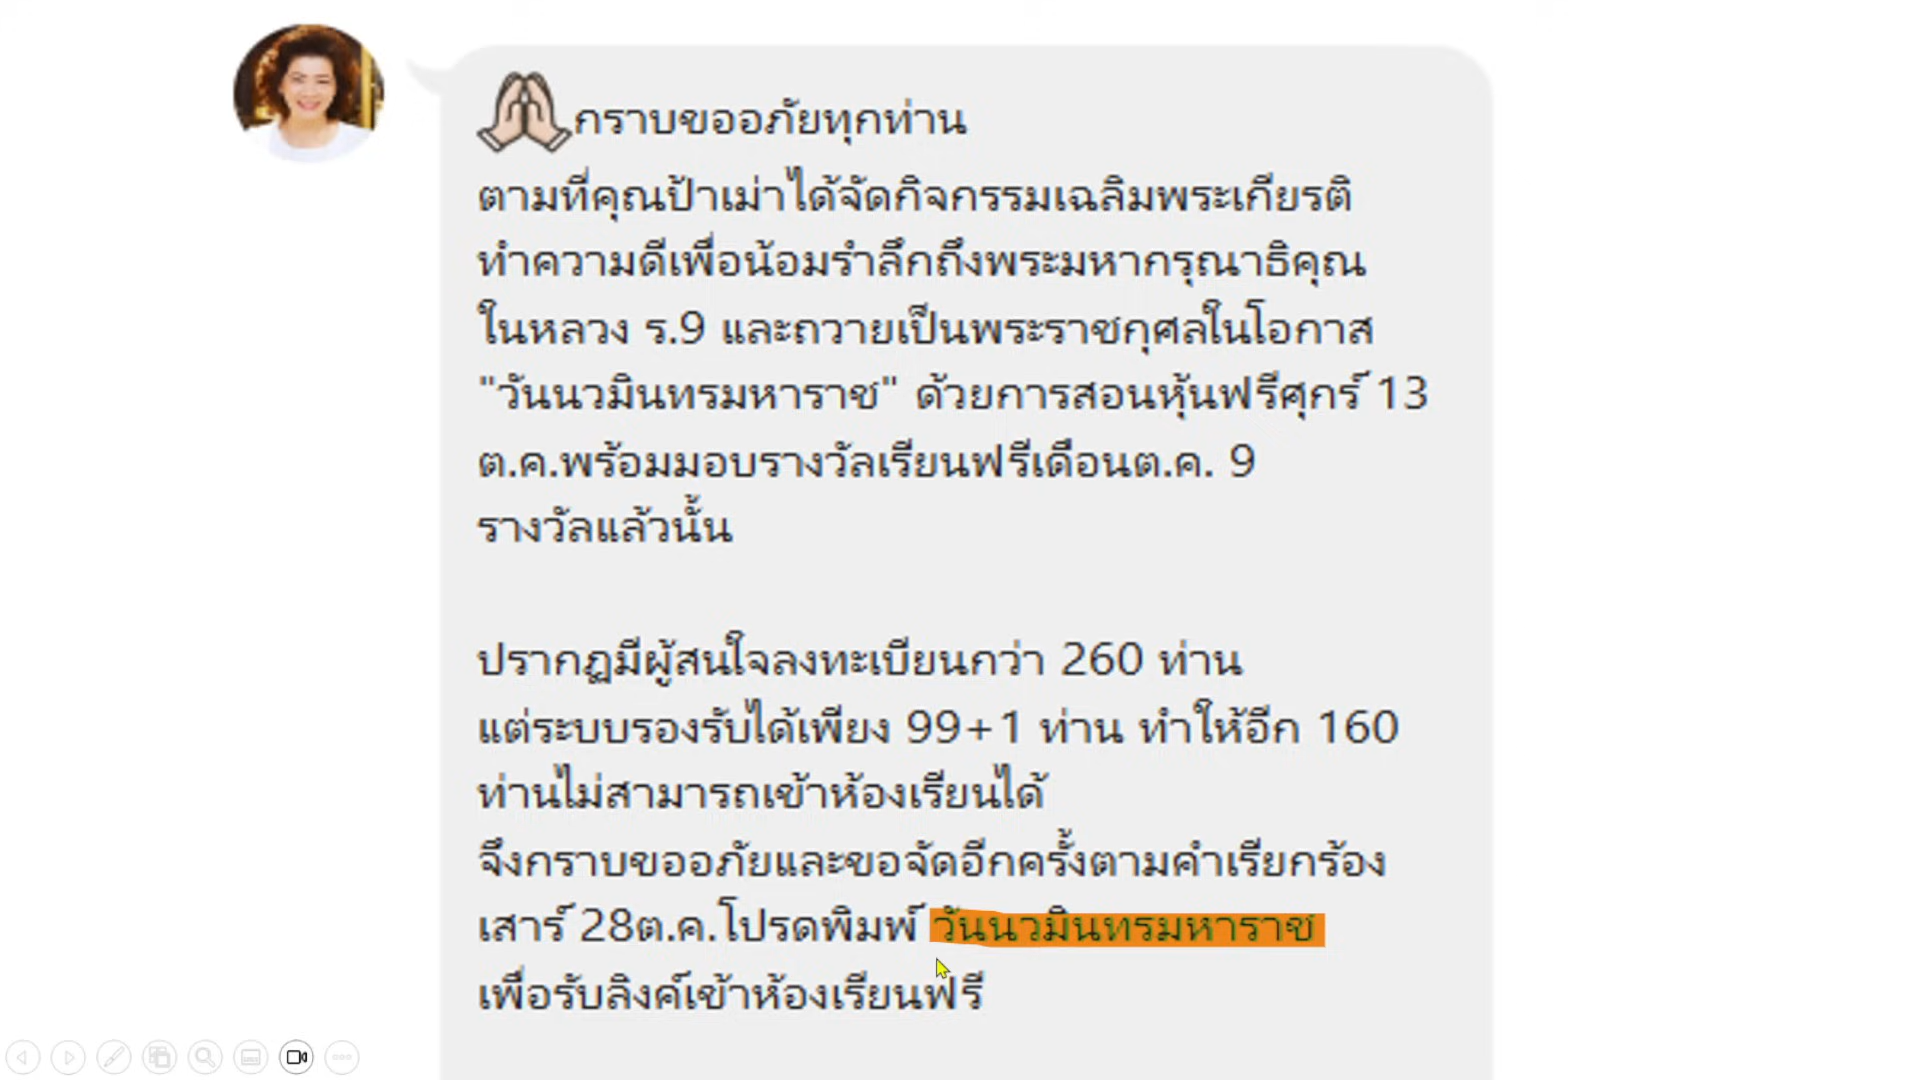 กราบขออภัยทุกท่าน
ตามที่คุณป้าเม่าได้จัดกิจกรรมเฉลิมพระเกียรติ
ทำความดีเพื่อน้อมรำลึกถึงพระมหากรุณาธิคุณ
ในหลวง ร.9 และถวายเป็นพระราชกุศลในโอกาส
"วันนวมินทรมหาราช" ด้วยการสอนหุ้นฟรีศุกร์ 13
ต.ค.พร้อมมอบรางวัลเรียนฟรีเดือนต.ค. 9
รางวัลแล้วนั้น
ปรากฏมีผู้สนใจลงทะเบียนกว่า 260 ท่าน
แต่ระบบรองรับได้เพียง 99+1 ท่าน ทำให้อีก 160
ท่านไม่สามารถเข้าห้องเรียนได้
จึงกราบขออภัยและขอจัดอีกครั้งตามคำเรียกร้อง
เสาร์ 28ต.ค.โปรดพิมพ์ วันนวมินทรมหาราช
เพื่อรับลิงค์เข้าห้องเรียนฟรี